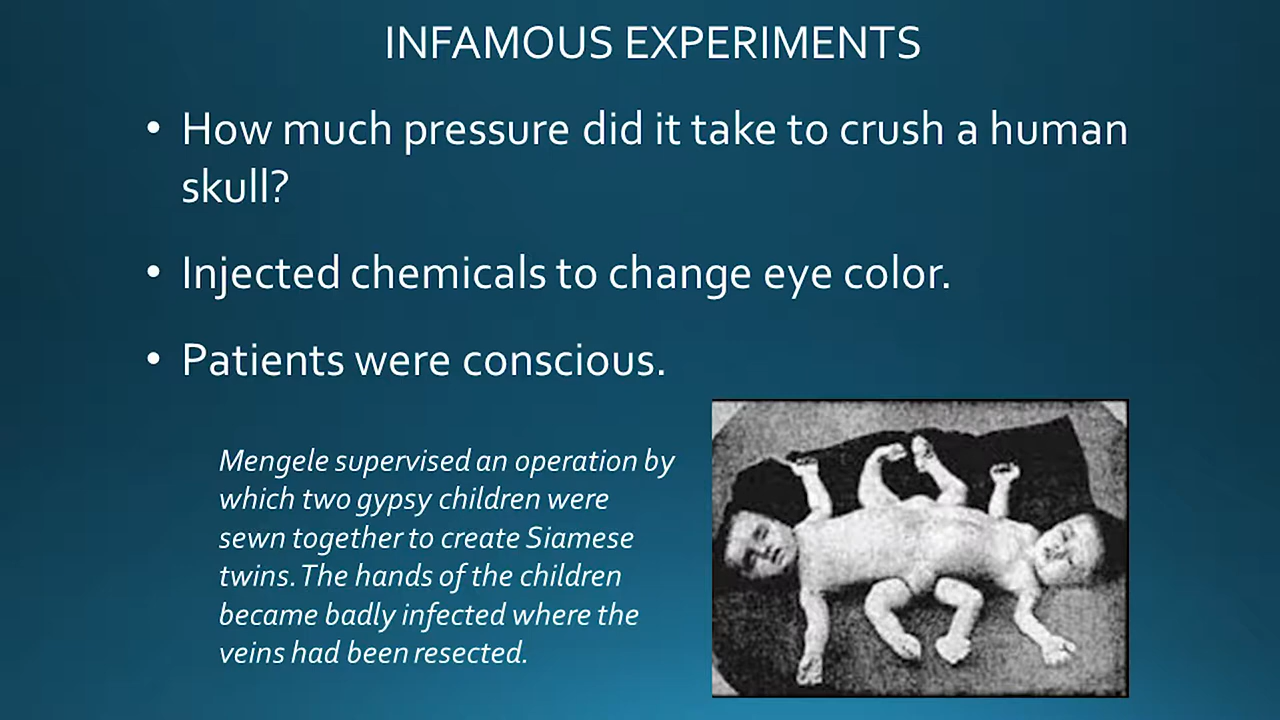 INFAMOUS EXPERIMENTS
• How much pressure did it take to crush a human
skull?
• Injected chemicals to change eye color.
• Patients were conscious.
Mengele supervised an operation by
which two gypsy children were
sewn together to create Siamese
twins. The hands of the children
became badly infected where the
veins had been resected.